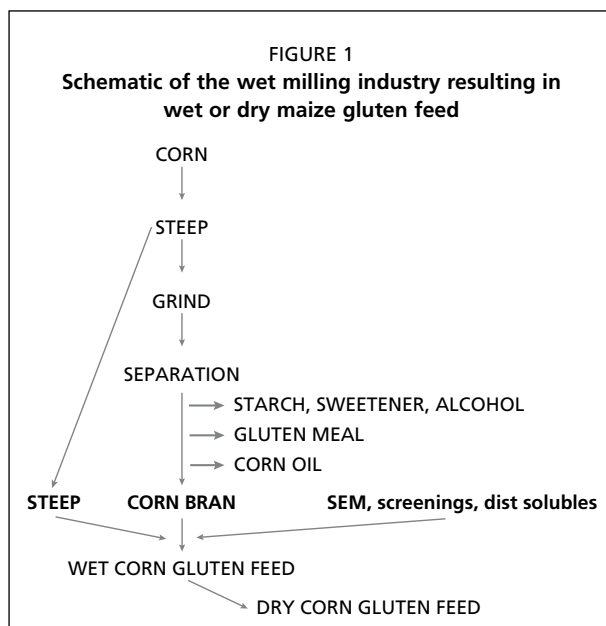 FIGURE 1
Schematic of the wet milling industry resulting in
wet or dry maize gluten feed
CORN
STEEP
GRIND
SEPARATION
STARCH, SWEETENER, ALCOHOL
GLUTEN MEAL
CORN OIL
STEEP CORN BRAN SEM, screenings, dist solubles
WET CORN GLUTEN FEED
DRY CORN GLUTEN FEED